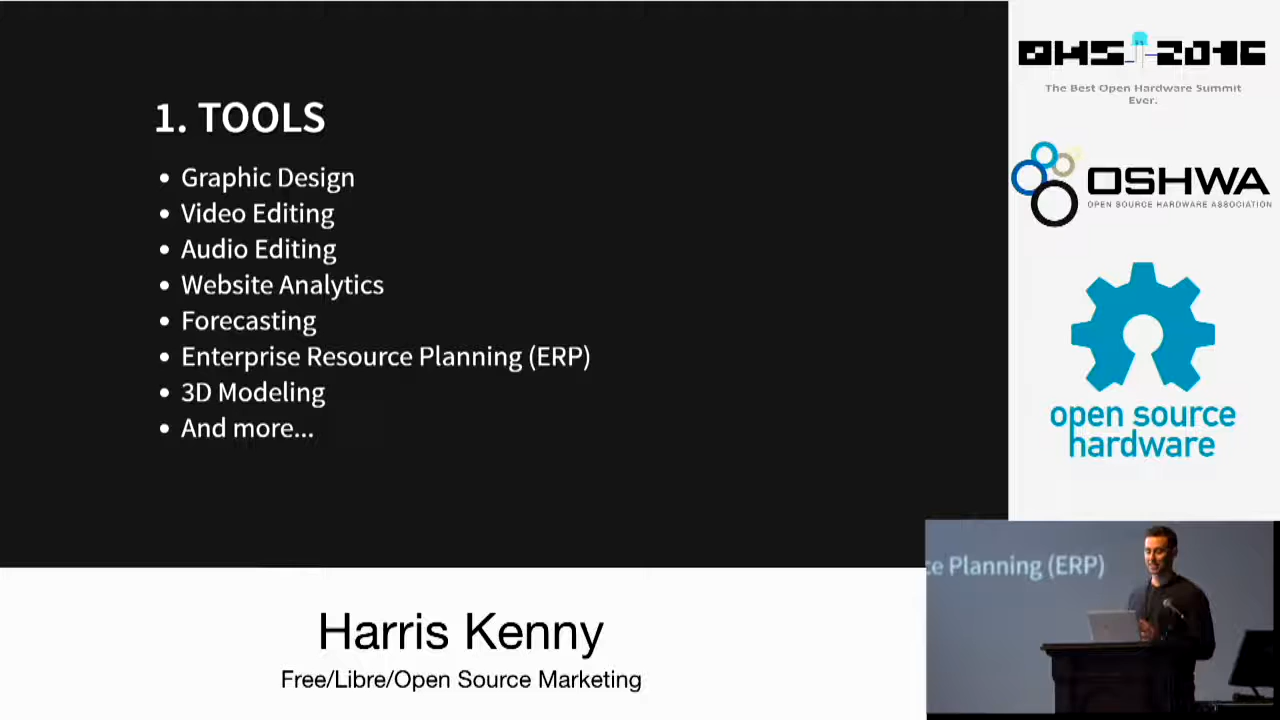 1. TOOLS
• Graphic Design
• Video Editing
• Audio Editing
• Website Analytics
• Forecasting
• Enterprise Resource Planning (ERP)
• 3D Modeling
• And more...
OHS 2016
The Best Open Hardware Summit
Ever.
OSHWA
OPEN SOURCE HARDWARE ASSOCIATION
open source
hardware
ce Planning (ERP)
Harris Kenny
Free/Libre/Open Source Marketing